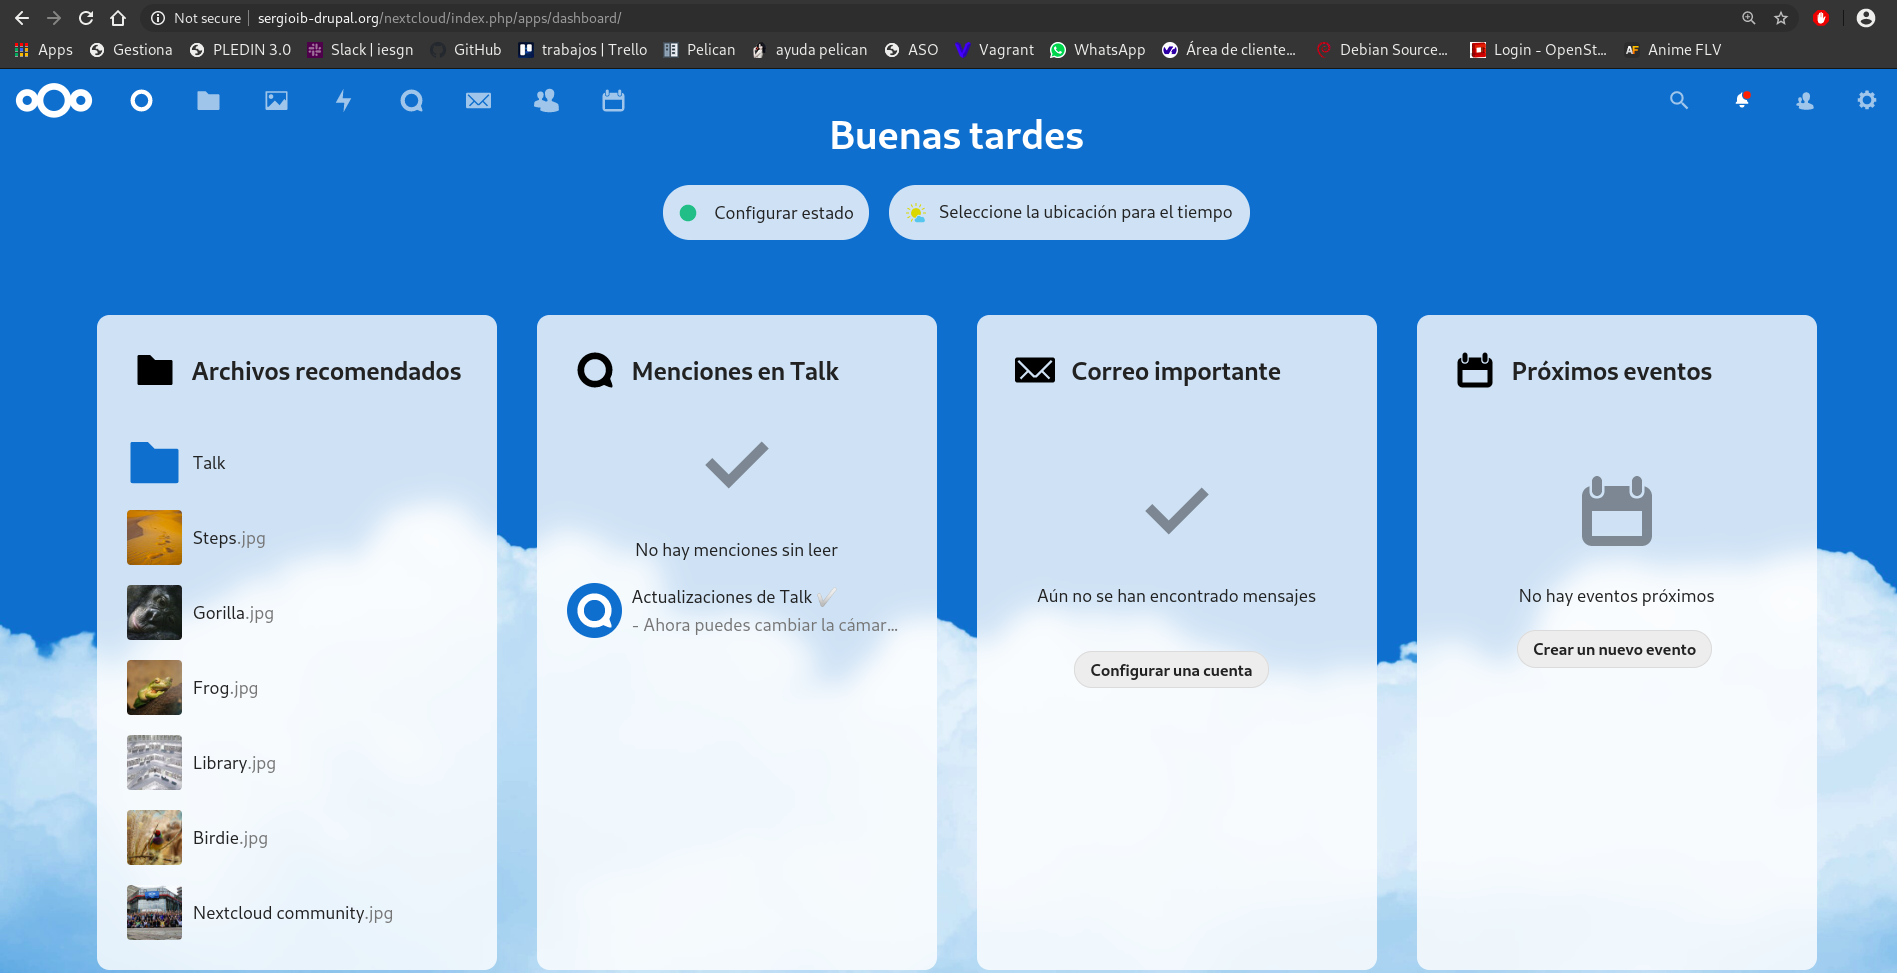 Not secure sergioib-drupal.org/nextcloud/index.php/apps/dashboard/
Apps Gestiona PLEDIN 3.0 Slack | iesgn GitHub trabajos | Trello Pelican ayuda pelican ASO Vagrant WhatsApp Área de cliente... Debian Source... Login - OpenSt... AF Anime FLV
Buenas tardes
Configurar estado Seleccione la ubicación para el tiempo
Archivos recomendados
Talk
Steps.jpg
Gorilla.jpg
Frog.jpg
Library.jpg
Birdie.jpg
Nextcloud community.jpg
Menciones en Talk
No hay menciones sin leer
Actualizaciones de Talk ✅
- Ahora puedes cambiar la cámar...
Correo importante
Aún no se han encontrado mensajes
Configurar una cuenta
Próximos eventos
No hay eventos próximos
Crear un nuevo evento